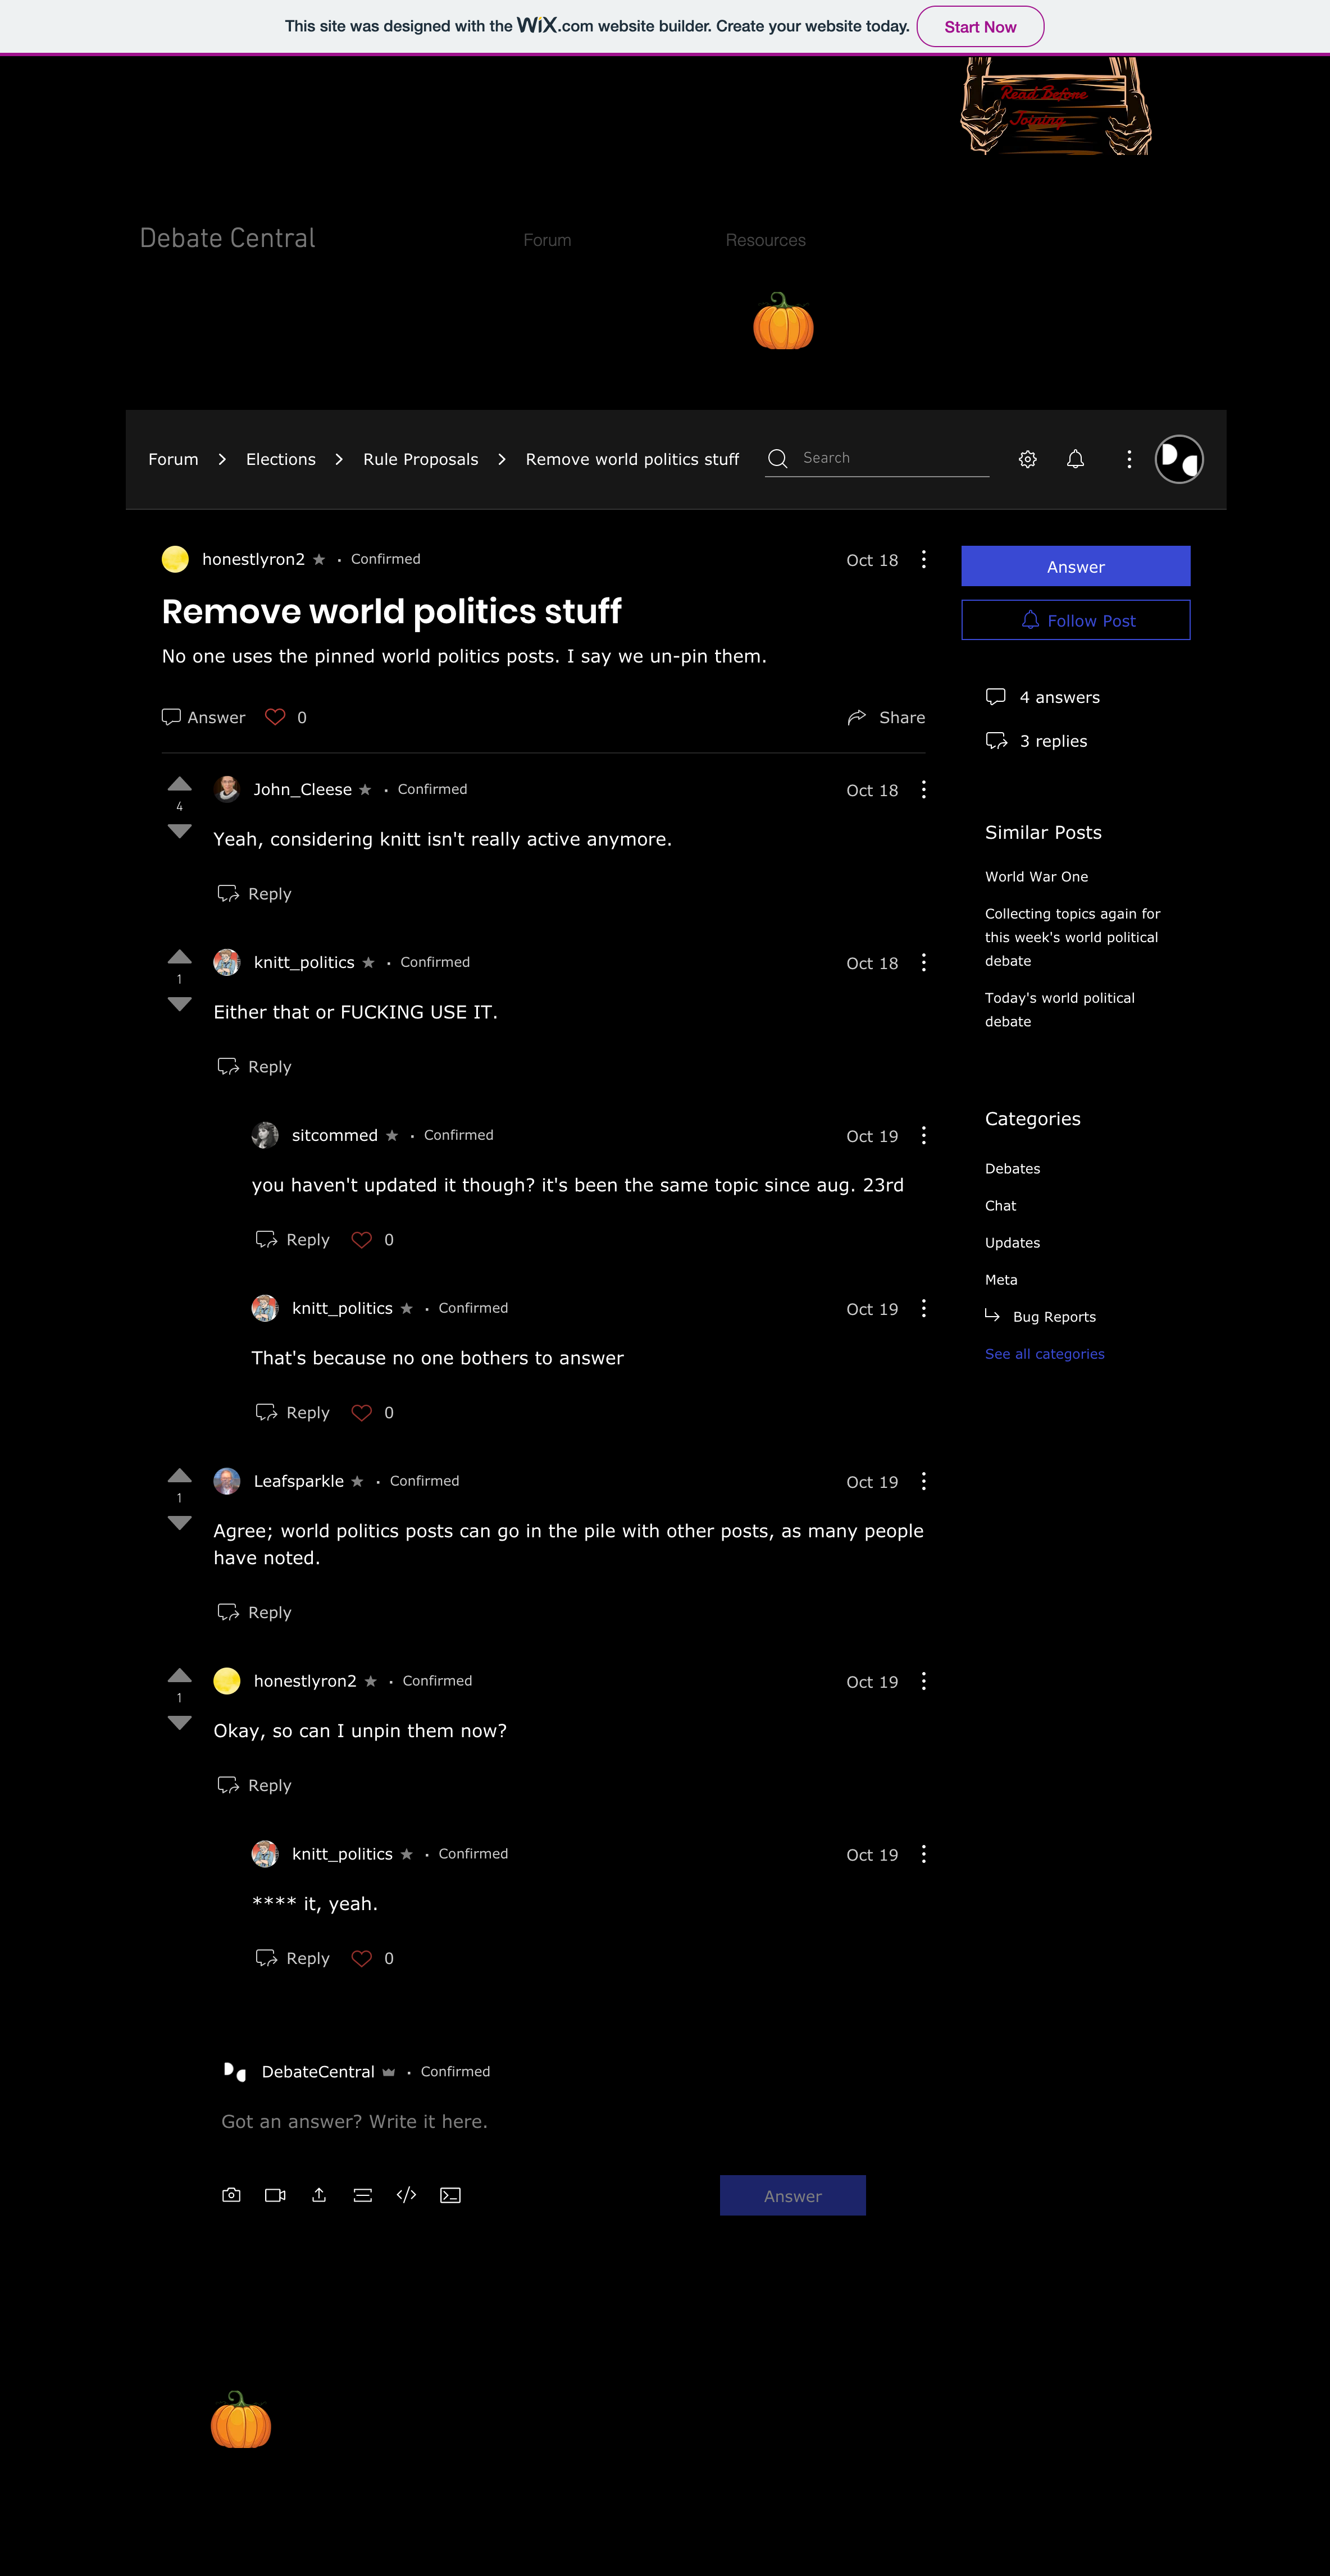 This site was designed with the WiX.com website builder. Create your website today.
Start Now
Read Before
Joining
Debate Central
Forum
Resources
Forum
Elections
Rule Proposals
Remove world politics stuff
Search
honestlyron2
Confirmed
Oct 18
Remove world politics stuff
No one uses the pinned world politics posts. I say we un-pin them.
Answer
0
Share
4
John_Cleese
Confirmed
Oct 18
Yeah, considering knitt isn't really active anymore.
Reply
1
knitt_politics
Confirmed
Oct 18
Either that or FUCKING USE IT.
Reply
sitcommed
Confirmed
Oct 19
you haven't updated it though? it's been the same topic since aug. 23rd
Reply
0
knitt_politics
Confirmed
Oct 19
That's because no one bothers to answer
Reply
0
1
Leafsparkle
Confirmed
Oct 19
Agree; world politics posts can go in the pile with other posts, as many people
have noted.
Reply
1
honestlyron2
Confirmed
Oct 19
Okay, so can I unpin them now?
Reply
knitt_politics
Confirmed
Oct 19
**** it, yeah.
Reply
0
DebateCentral
Confirmed
Got an answer? Write it here.
Answer
Answer
Follow Post
4 answers
3 replies
Similar Posts
World War One
Collecting topics again for
this week's world political
debate
Today's world political
debate
Categories
Debates
Chat
Updates
Meta
Bug Reports
See all categories